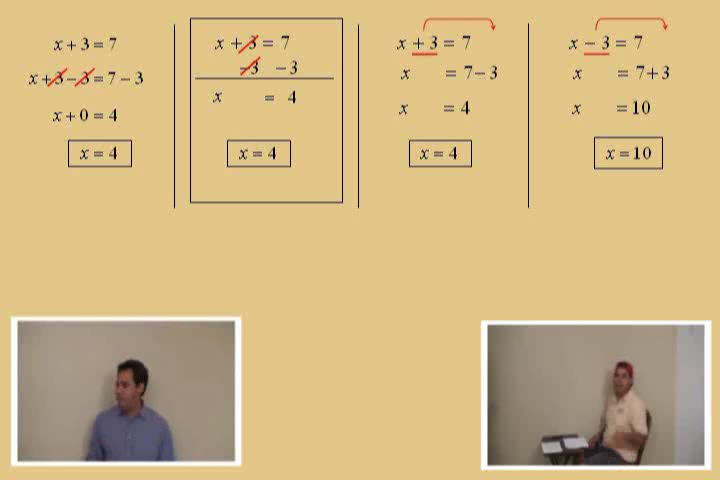 x + 3 = 7
x + 3 − 3 = 7 − 3
x + 0 = 4
x = 4
x + 3 = 7
−3 − 3
x = 4
x = 4
x + 3 = 7
x = 7 − 3
x = 4
x = 4
x − 3 = 7
x = 7 + 3
x = 10
x = 10